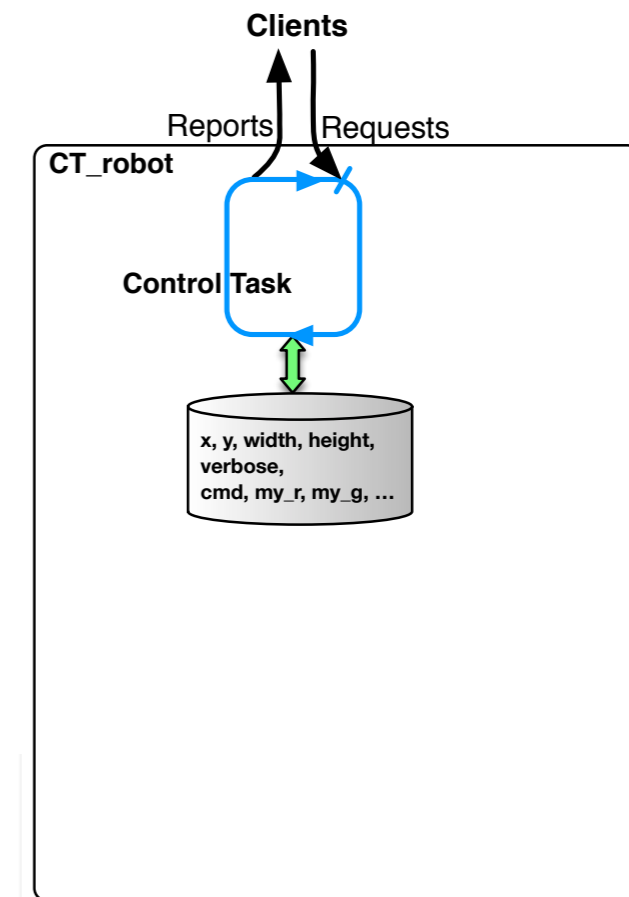 Clients
Reports
Requests
CT_robot
Control Task
x, y, width, height,
verbose,
cmd, my_r, my_g, …